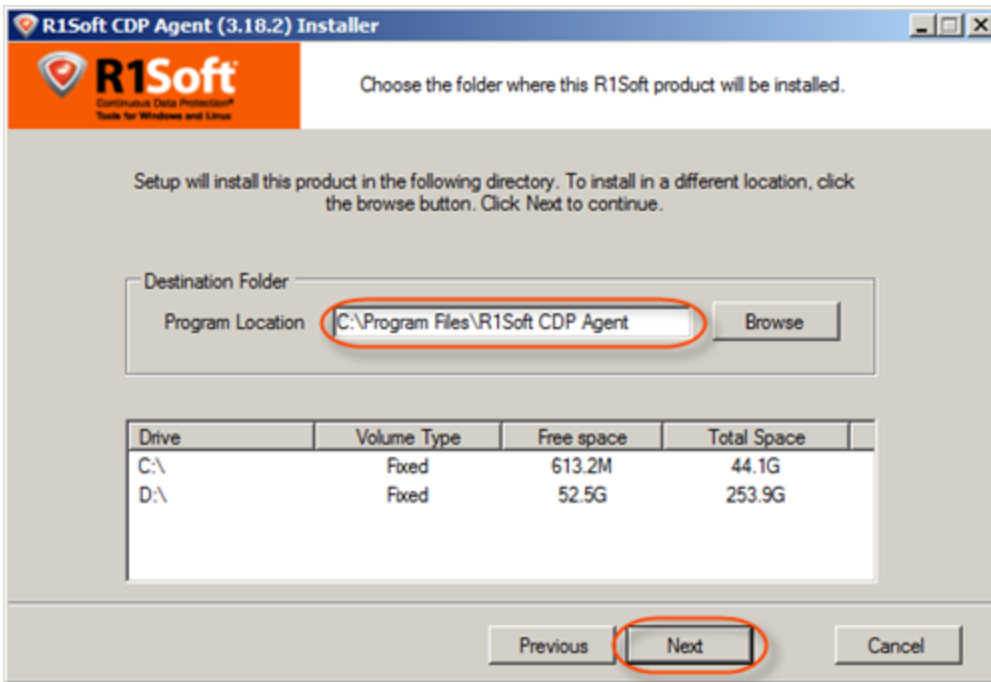 R1Soft CDP Agent (3.18.2) Installer
R1Soft
Continuous Data Protection®
Tools for Windows and Linux
Choose the folder where this R1Soft product will be installed.
Setup will install this product in the following directory. To install in a different location, click
the browse button. Click Next to continue.
Destination Folder
Program Location C:\Program Files\R1Soft CDP Agent Browse
Drive Volume Type Free space Total Space
C:\ Fixed 613.2M 44.1G
D:\ Fixed 52.5G 253.9G
Previous Next Cancel